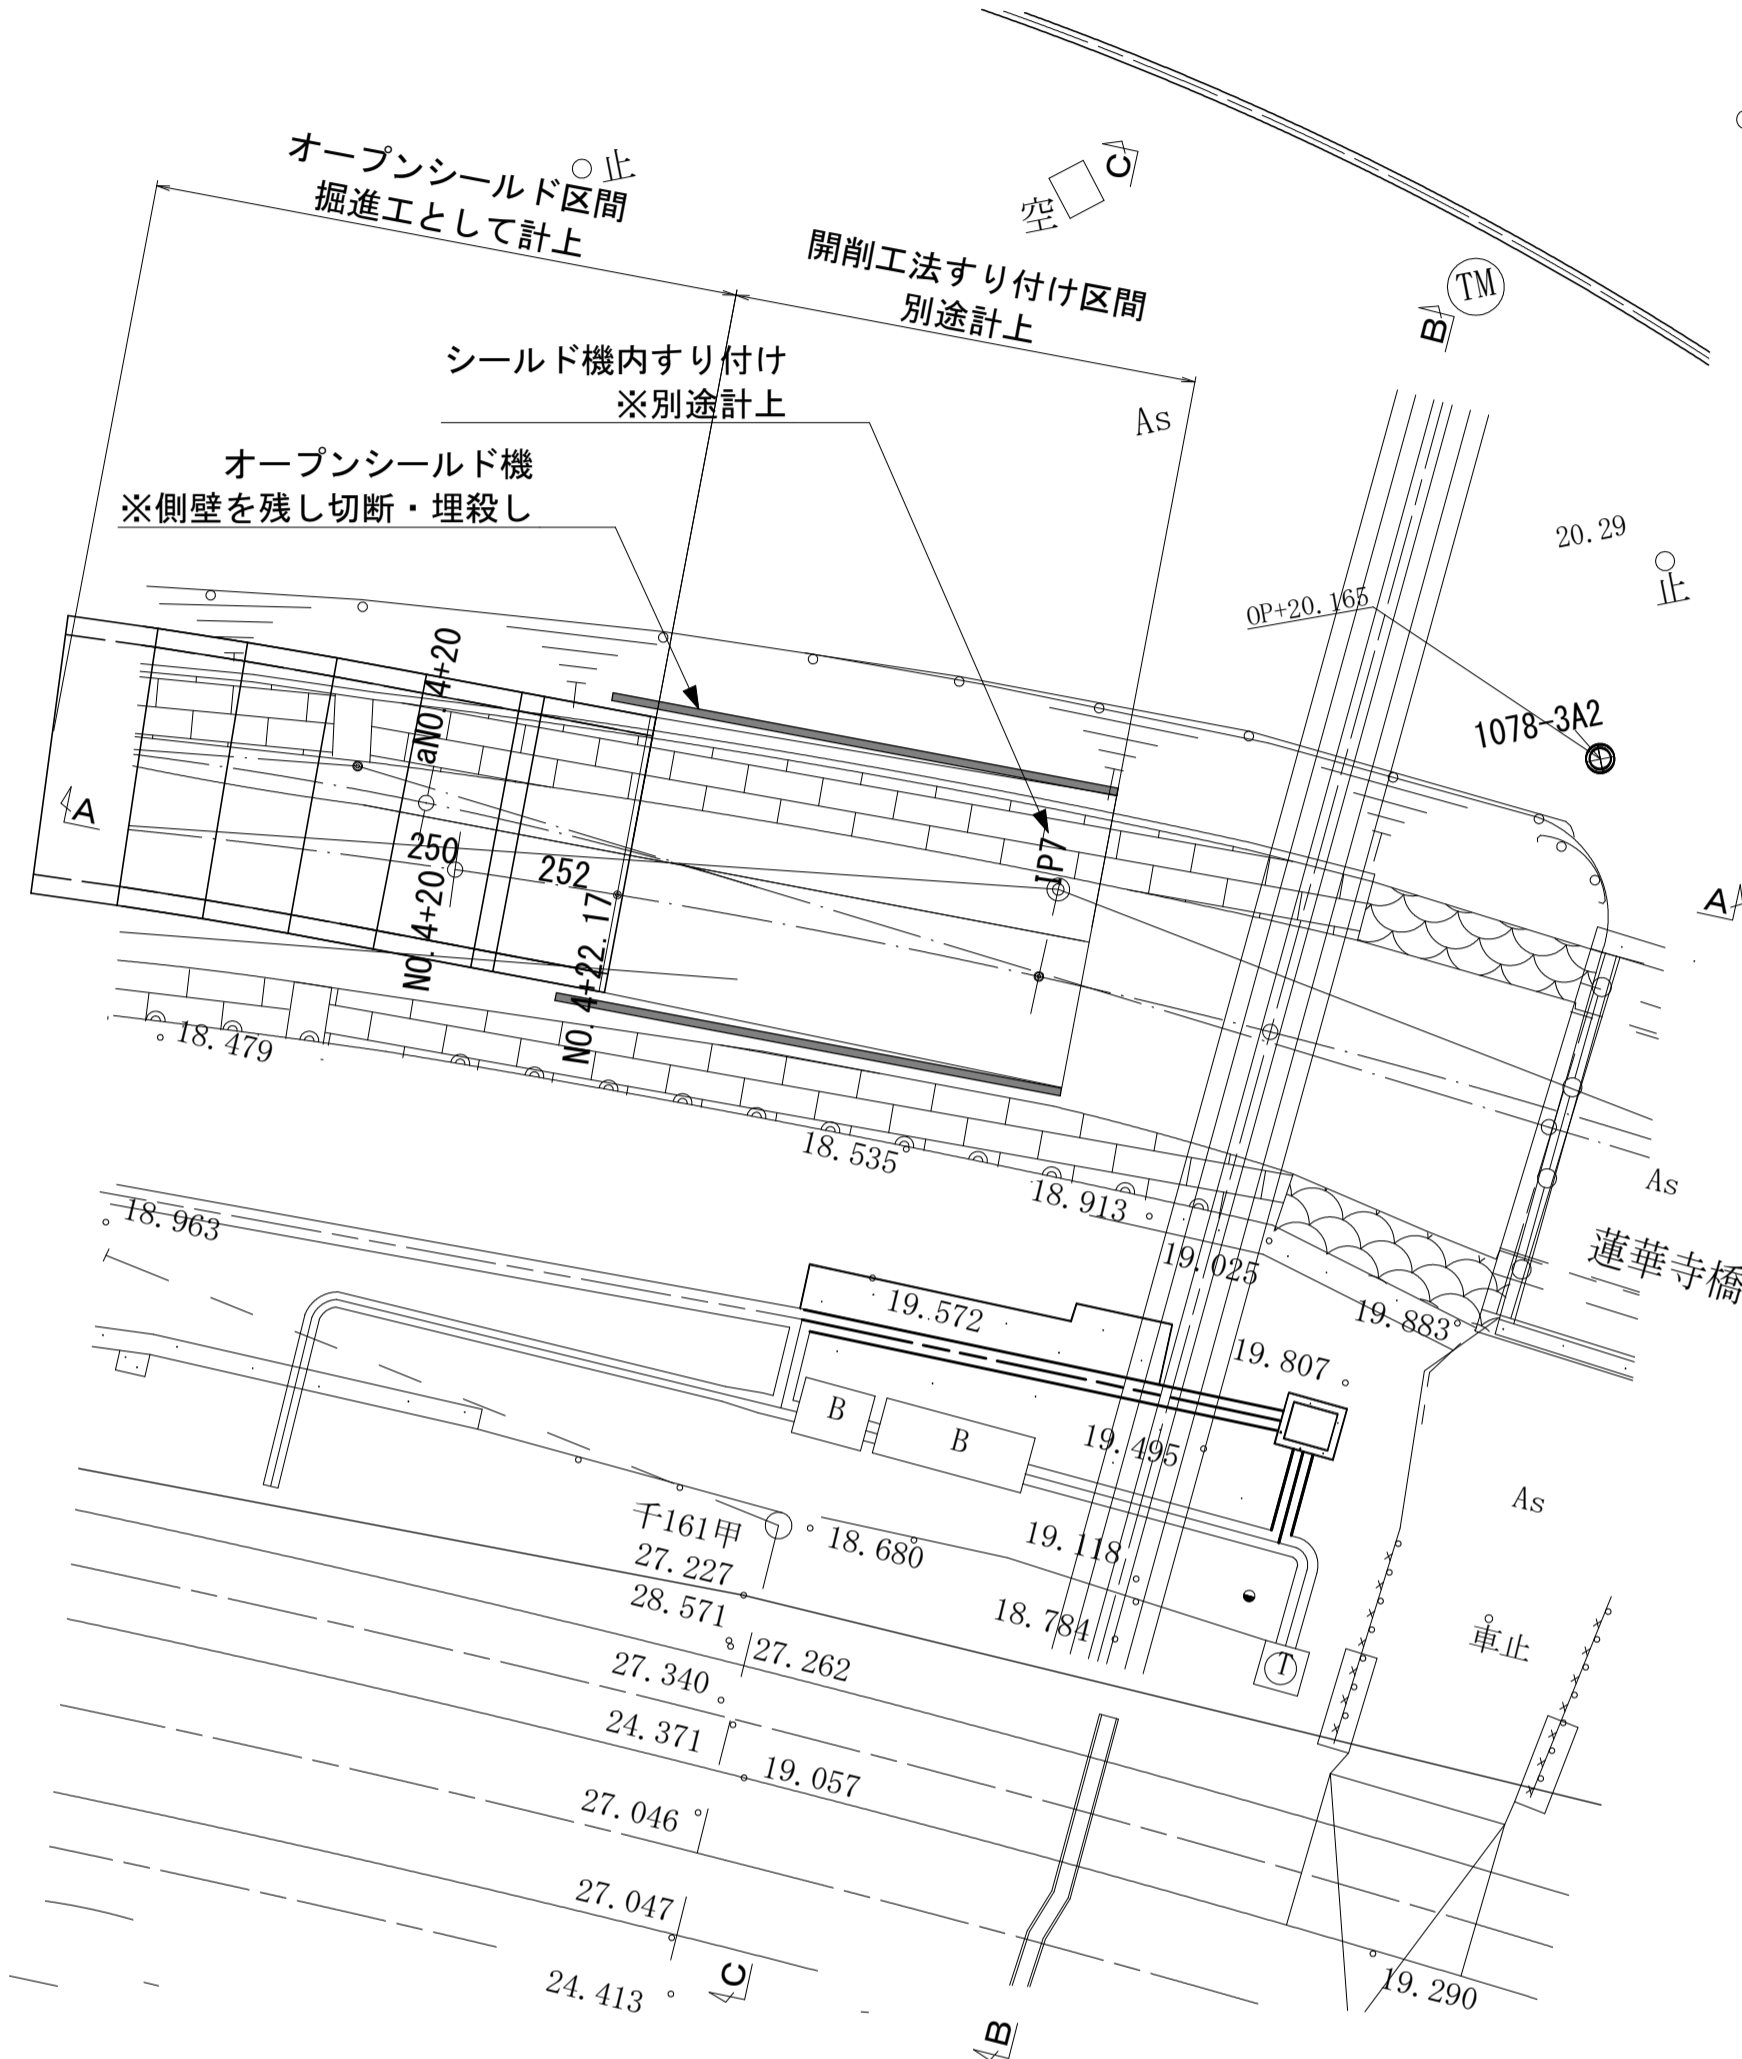 オープンシールド区間
掘進工として計上
止
空
C
開削工法すり付け区間
別途計上
TM
B
シールド機内すり付け
※別途計上
As
オープンシールド機
※側壁を残し切断・埋殺し
20.29
止
OP+20.165
aNO.4+20
1078-3A2
A
250
NO.4+20
252
NO.4+22.17
IP7
A
18.479
18.535
18.913
As
蓮華寺橋
18.963
19.025
19.572
19.883
19.807
B
B
19.495
As
千161甲
27.227
28.571
18.680
19.118
18.784
27.262
車止
T
27.340
24.371
19.057
27.046
27.047
C
24.413
19.290
B